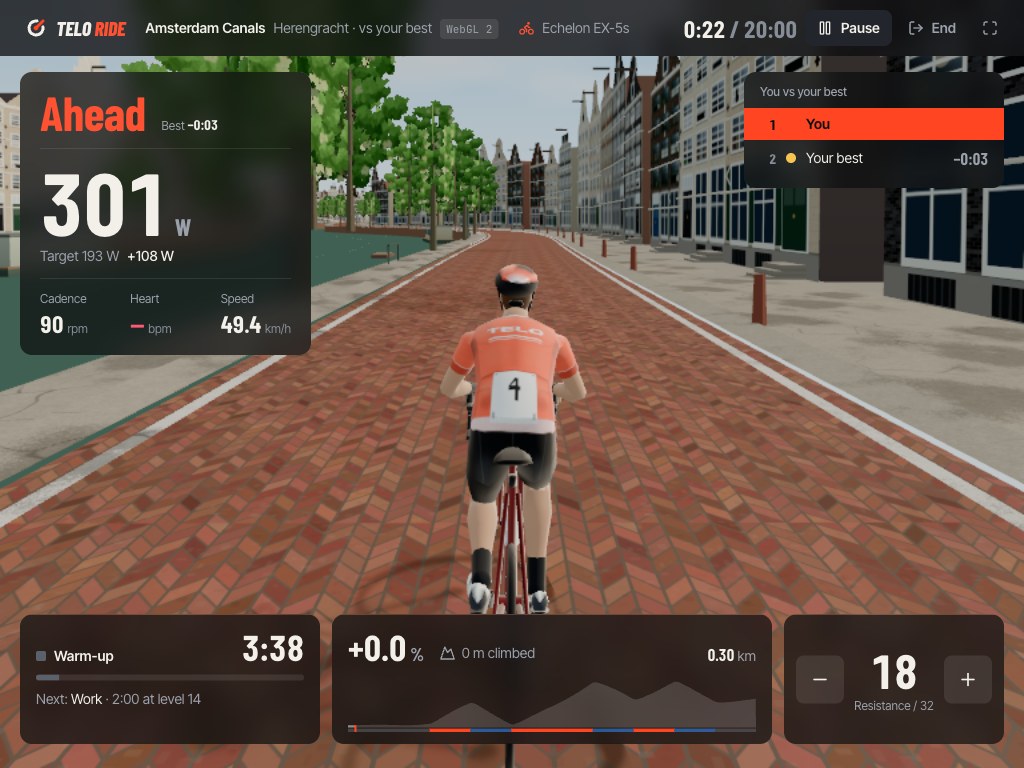 TELO RIDE Amsterdam Canals Herengracht · vs your best WebGL 2 Echelon EX-5s 0:22 / 20:00 Pause End
Ahead Best −0:03
301 W
Target 193 W +108 W
Cadence Heart Speed
90 rpm – bpm 49.4 km/h
You vs your best
1 You
2 Your best −0:03
TELO
4
Warm-up 3:38
Next: Work · 2:00 at level 14
+0.0 % 0 m climbed 0.30 km
− 18 +
Resistance / 32